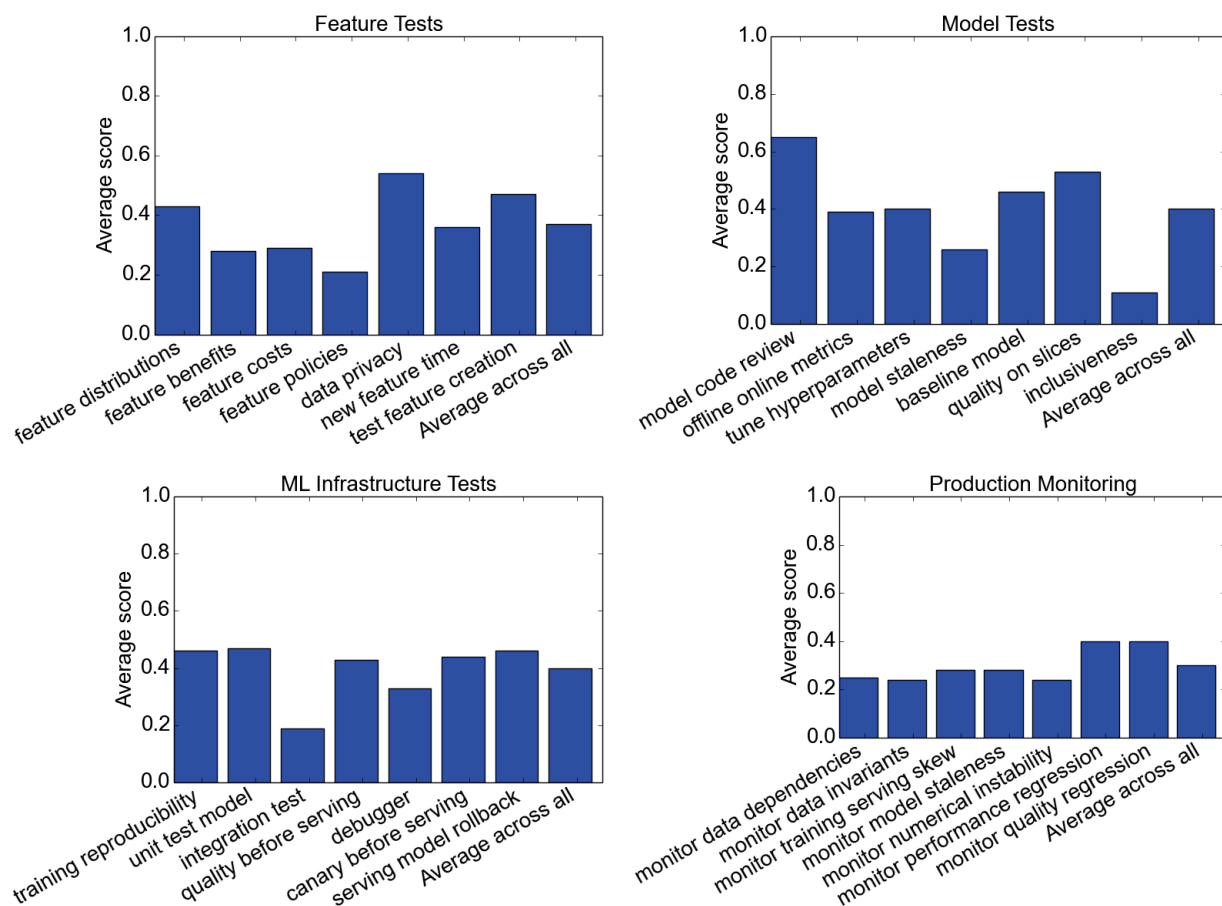 Feature Tests
Average score
1.0
0.8
0.6
0.4
0.2
0.0
feature distributions
feature benefits
feature costs
feature policies
data privacy
new feature time
test feature creation
Average across all
Model Tests
Average score
1.0
0.8
0.6
0.4
0.2
0.0
model code review
offline online metrics
tune hyperparameters
model staleness
baseline model
quality on slices
inclusiveness
Average across all
ML Infrastructure Tests
Average score
1.0
0.8
0.6
0.4
0.2
0.0
training reproducibility
unit test model
integration test
quality before serving
debugger
canary before serving
serving model rollback
Average across all
Production Monitoring
Average score
1.0
0.8
0.6
0.4
0.2
0.0
monitor data dependencies
monitor data invariants
monitor training serving skew
monitor model staleness
monitor numerical instability
monitor performance regression
monitor quality regression
Average across all